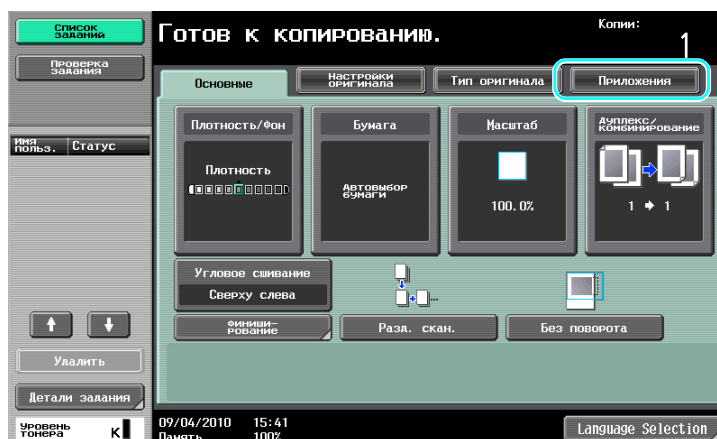 Список
заданий
Проверка
задания
Имя
польз.
Статус
Удалить
Детали задания
Уровень
тонера
K
Готов к копированию.
Копии:
1
Основные
Настройки
оригинала
Тип оригинала
Приложения
Плотность/Фон
Плотность
Бумага
Автовыбор
бумаги
Масштаб
100.0%
Дуплекс/
Комбинирование
1 → 1
Угловое сшивание
Сверху слева
Финиши-
рование
Разд. скан.
Без поворота
09/04/2010 15:41
Память 100%
Language Selection